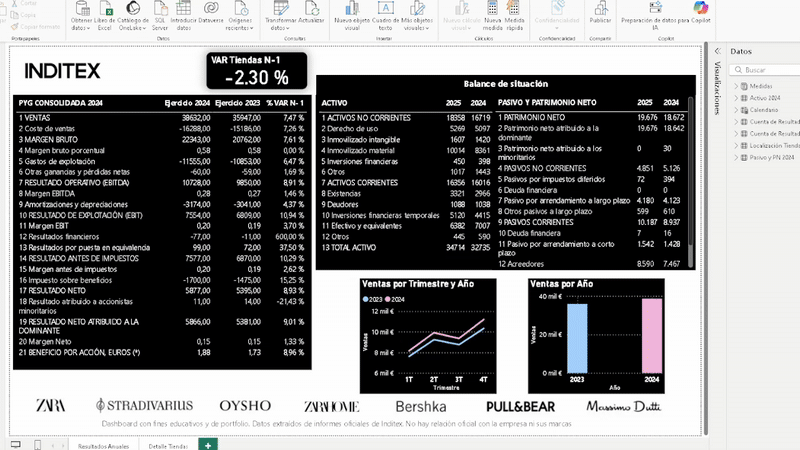 Copiar
Copiar formato
Portapapeles
Obtener datos
Libro de Excel
Catálogo de OneLake
SQL Server
Introducir datos
Dataverse
Orígenes recientes
Datos
Transformar datos
Actualizar
Consultas
Nuevo objeto visual
Cuadro de texto
Más objetos visuales
Insertar
Nuevo cálculo visual
Nueva medida
Medida rápida
Cálculos
Confidencialidad
Confidencialidad
Publicar
Compartir
Preparación de datos para IA
Copilot
Copilot
INDITEX
VAR Tiendas N-1
-2.30 %
PYG CONSOLIDADA 2024 Ejercicio 2024 Ejercicio 2023 % VAR N- 1
1 VENTAS 38632,00 35947,00 7,47 %
2 Coste de ventas -16288,00 -15186,00 7,26 %
3 MARGEN BRUTO 22343,00 20762,00 7,61 %
4 Margen bruto porcentual 0,58 0,58 0,00 %
5 Gastos de explotación -11555,00 -10853,00 6,47 %
6 Otras ganancias y pérdidas netas -60,00 -59,00 1,69 %
7 RESULTADO OPERATIVO (EBITDA) 10728,00 9850,00 8,91 %
8 Margen EBITDA 0,28 0,27 1,46 %
9 Amortizaciones y depreciaciones -3174,00 -3041,00 4,37 %
10 RESULTADO DE EXPLOTACIÓN (EBIT) 7554,00 6809,00 10,94 %
11 Margen EBIT 0,20 0,19 3,70 %
12 Resultados financieros -77,00 -11,00 600,00 %
13 Resultados por puesta en equivalencia 99,00 72,00 37,50 %
14 RESULTADO ANTES DE IMPUESTOS 7577,00 6870,00 10,29 %
15 Margen antes de impuestos 0,20 0,19 2,62 %
16 Impuesto sobre beneficios -1700,00 -1475,00 15,25 %
17 RESULTADO NETO 5877,00 5395,00 8,93 %
18 Resultado atribuido a accionistas minoritarios 11,00 14,00 -21,43 %
19 RESULTADO NETO ATRIBUIDO A LA DOMINANTE 5866,00 5381,00 9,01 %
20 Margen Neto 0,15 0,15 1,33 %
21 BENEFICIO POR ACCIÓN, EUROS (*) 1,88 1,73 8,96 %
Balance de situación
ACTIVO 2025 2024
1 ACTIVOS NO CORRIENTES 18358 16719
2 Derecho de uso 5269 5097
3 Inmovilizado intangible 1607 1420
4 Inmovilizado material 10014 8361
5 Inversiones financieras 450 398
6 Otros 1017 1443
7 ACTIVOS CORRIENTES 16356 16016
8 Existencias 3321 2966
9 Deudores 1088 1038
10 Inversiones financieras temporales 5120 4415
11 Efectivo y equivalentes 6382 7007
12 Otros 445 590
13 TOTAL ACTIVO 34714 32735
PASIVO Y PATRIMONIO NETO 2025 2024
1 PATRIMONIO NETO 19.676 18.672
2 Patrimonio neto atribuido a la dominante 19.676 18.642
3 Patrimonio neto atribuido a los minoritarios 0 30
4 PASIVOS NO CORRIENTES 4.851 5.126
5 Pasivos por impuestos diferidos 72 394
6 Deuda financiera 0 0
7 Pasivo por arrendamiento a largo plazo 4.180 4.123
8 Otros pasivos a largo plazo 599 610
9 PASIVOS CORRIENTES 10.187 8.937
10 Deuda financiera 7 16
11 Pasivo por arrendamiento a corto plazo 1.542 1.428
12 Acreedores 8.590 7.467
Ventas por Trimestre y Año
2023 2024
12 mil €
10 mil €
8 mil €
6 mil €
Ventas
1T 2T 3T 4T
Trimestre
Ventas por Año
40 mil €
20 mil €
0 mil €
Ventas
2023 2024
Año
ZARA STRADIVARIUS OYSHO ZARA HOME Bershka PULL&BEAR Massimo Dutti
Dashboard con fines educativos y de portfolio. Datos extraidos de informes oficiales de Inditex. No hay relación oficial con la empresa ni sus marcas
Visualizaciones
Datos
Buscar
Medidas
Activo 2024
Calendario
Cuenta de Resultad
Cuenta de Resultad
Localización Tienda
Pasivo y PN 2024
Resultados Anuales
Detalle Tiendas